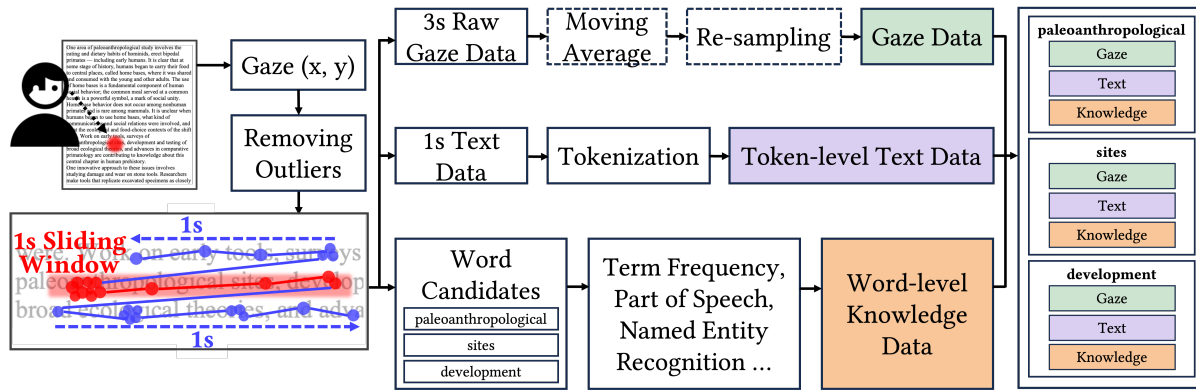 One area of paleoanthropological study involves the
eating and dietary habits of hominids, erect bipedal
primates — including early humans. It is clear that at
some stage of history, humans began to carry their food
to central places, called home bases, where it was shared
and consumed with the young and other adults. The use
of home bases is a fundamental component of human
social behavior; the common meal served at a common
hearth is a powerful symbol, a mark of social unity.
Home base behavior does not occur among nonhuman
primates and is rare among mammals. It is unclear when
humans began to use home bases, what kind of
communications and social relations were involved, and
what the ecological and food-choice contexts of the shift
Work on early tools, surveys of
paleoanthropological sites, development and testing of
broad ecological theories, and advances in comparative
primatology are contributing to knowledge about this
central chapter in human prehistory.
One innovative approach to these issues involves
studying damage and wear on stone tools. Researchers
make tools that replicate excavated specimens as closely
Gaze (x, y)
Removing
Outliers
1s
1s Sliding
Window
were. Work on early tools, surveys
paleoanthropological sites, develop
broad ecological theories, and adva
1s
3s Raw
Gaze Data
Moving
Average
Re-sampling
Gaze Data
1s Text
Data
Tokenization
Token-level Text Data
Word
Candidates
paleoanthropological
sites
development
Term Frequency,
Part of Speech,
Named Entity
Recognition ...
Word-level
Knowledge
Data
paleoanthropological
Gaze
Text
Knowledge
sites
Gaze
Text
Knowledge
development
Gaze
Text
Knowledge